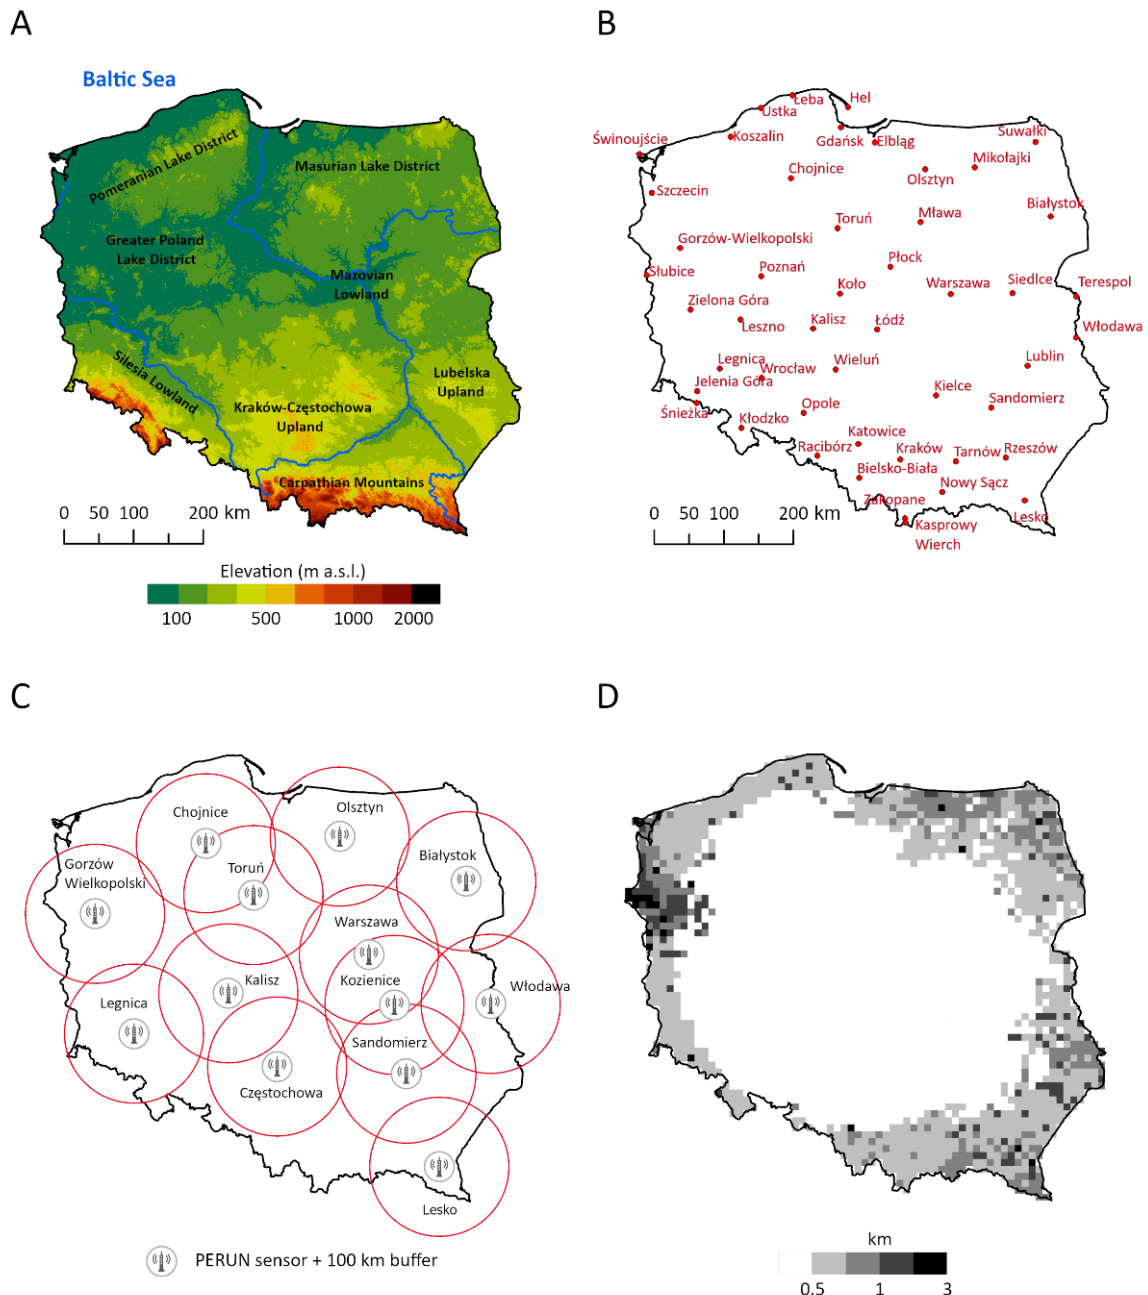 A
Baltic Sea
Pomeranian Lake District
Masurian Lake District
Greater Poland
Lake District
Mazovian
Lowland
Silesia Lowland
Lubelska
Upland
Kraków-Częstochowa
Upland
Carpathian Mountains
0 50 100 200 km
Elevation (m a.s.l.)
100 500 1000 2000
B
Łeba
Hel
Ustka
Świnoujście
Koszalin
Gdańsk
Elbląg
Suwałki
Mikołajki
Chojnice
Olsztyn
Szczecin
Białystok
Toruń
Mława
Gorzów-Wielkopolski
Płock
Słubice
Poznań
Koło
Warszawa
Siedlce
Terespol
Zielona Góra
Leszno
Kalisz
Łódź
Włodawa
Legnica
Wrocław
Wieluń
Lublin
Jelenia Góra
Kielce
Sandomierz
Śnieżka
Kłodzko
Opole
Racibórz
Katowice
Kraków
Tarnów
Rzeszów
Bielsko-Biała
Nowy Sącz
Zakopane
Lesko
Kasprowy
Wierch
0 50 100 200 km
C
Chojnice
Olsztyn
Gorzów
Wielkopolski
Toruń
Białystok
Warszawa
Kalisz
Kozienice
Włodawa
Legnica
Sandomierz
Częstochowa
Lesko
PERUN sensor + 100 km buffer
D
km
0.5 1 3